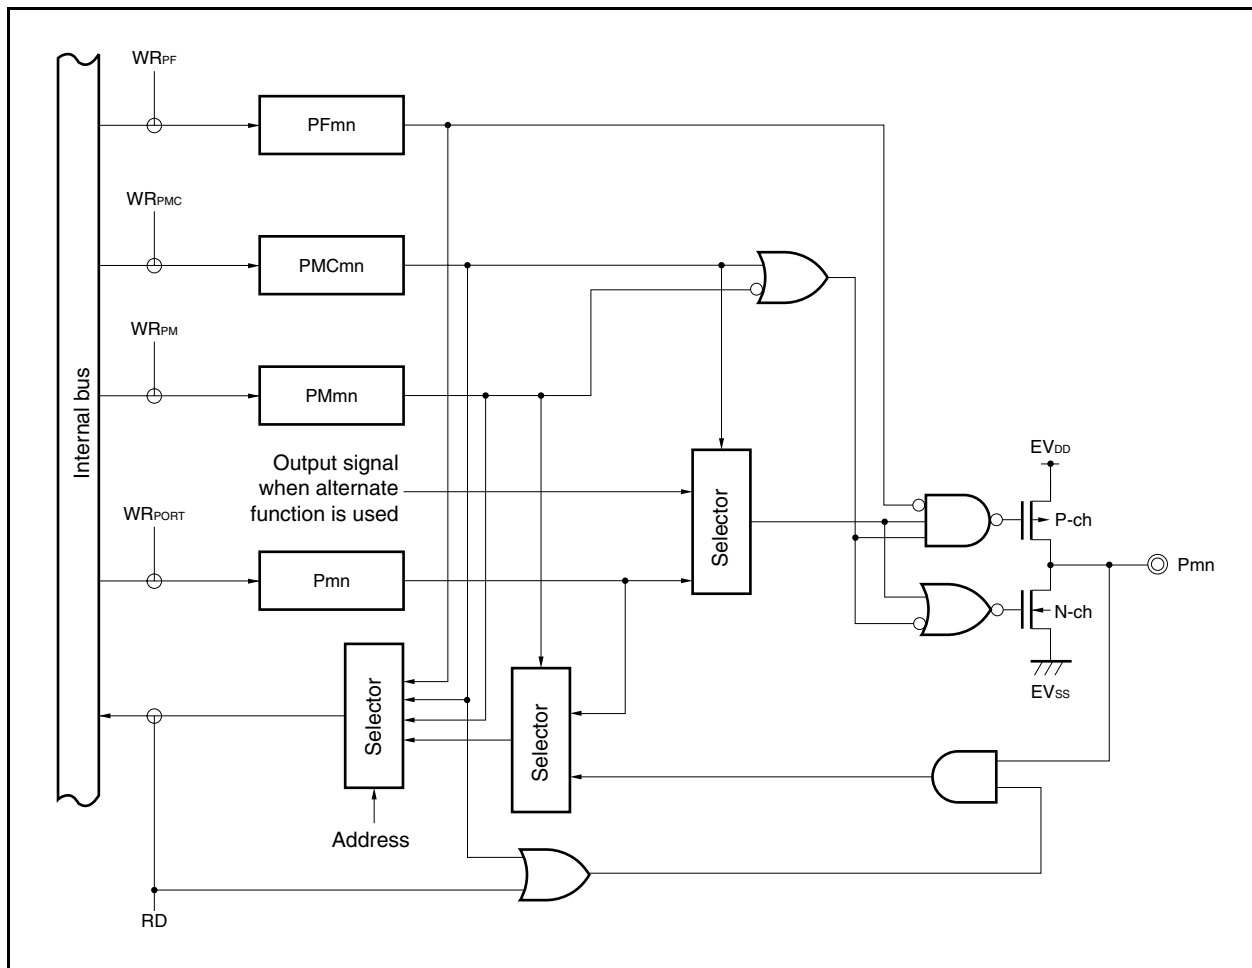 WRPF
PFmn
WRPMC
PMCmn
WRPM
PMmn
Internal bus
Output signal
when alternate
function is used
WRPORT
Pmn
Selector
EVDD
P-ch
Pmn
N-ch
EVSS
Selector
Selector
Address
RD